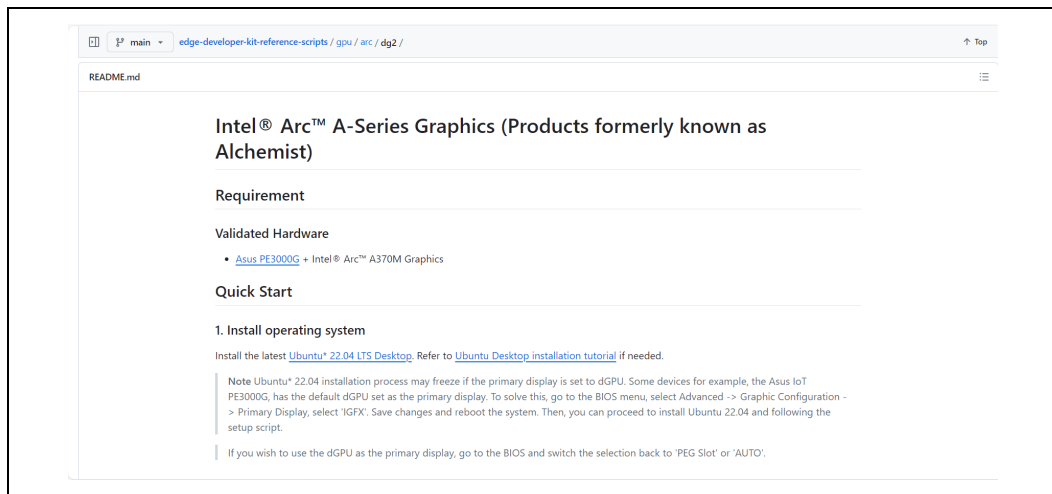 main
edge-developer-kit-reference-scripts / gpu / arc / dg2 /
Top
README.md
Intel® Arc™ A-Series Graphics (Products formerly known as
Alchemist)
Requirement
Validated Hardware
• Asus PE3000G + Intel® Arc™ A370M Graphics
Quick Start
1. Install operating system
Install the latest Ubuntu* 22.04 LTS Desktop. Refer to Ubuntu Desktop installation tutorial if needed.
Note Ubuntu* 22.04 installation process may freeze if the primary display is set to dGPU. Some devices for example, the Asus IoT
PE3000G, has the default dGPU set as the primary display. To solve this, go to the BIOS menu, select Advanced -> Graphic Configuration -
> Primary Display, select 'IGFX'. Save changes and reboot the system. Then, you can proceed to install Ubuntu 22.04 and following the
setup script.
If you wish to use the dGPU as the primary display, go to the BIOS and switch the selection back to 'PEG Slot' or 'AUTO'.